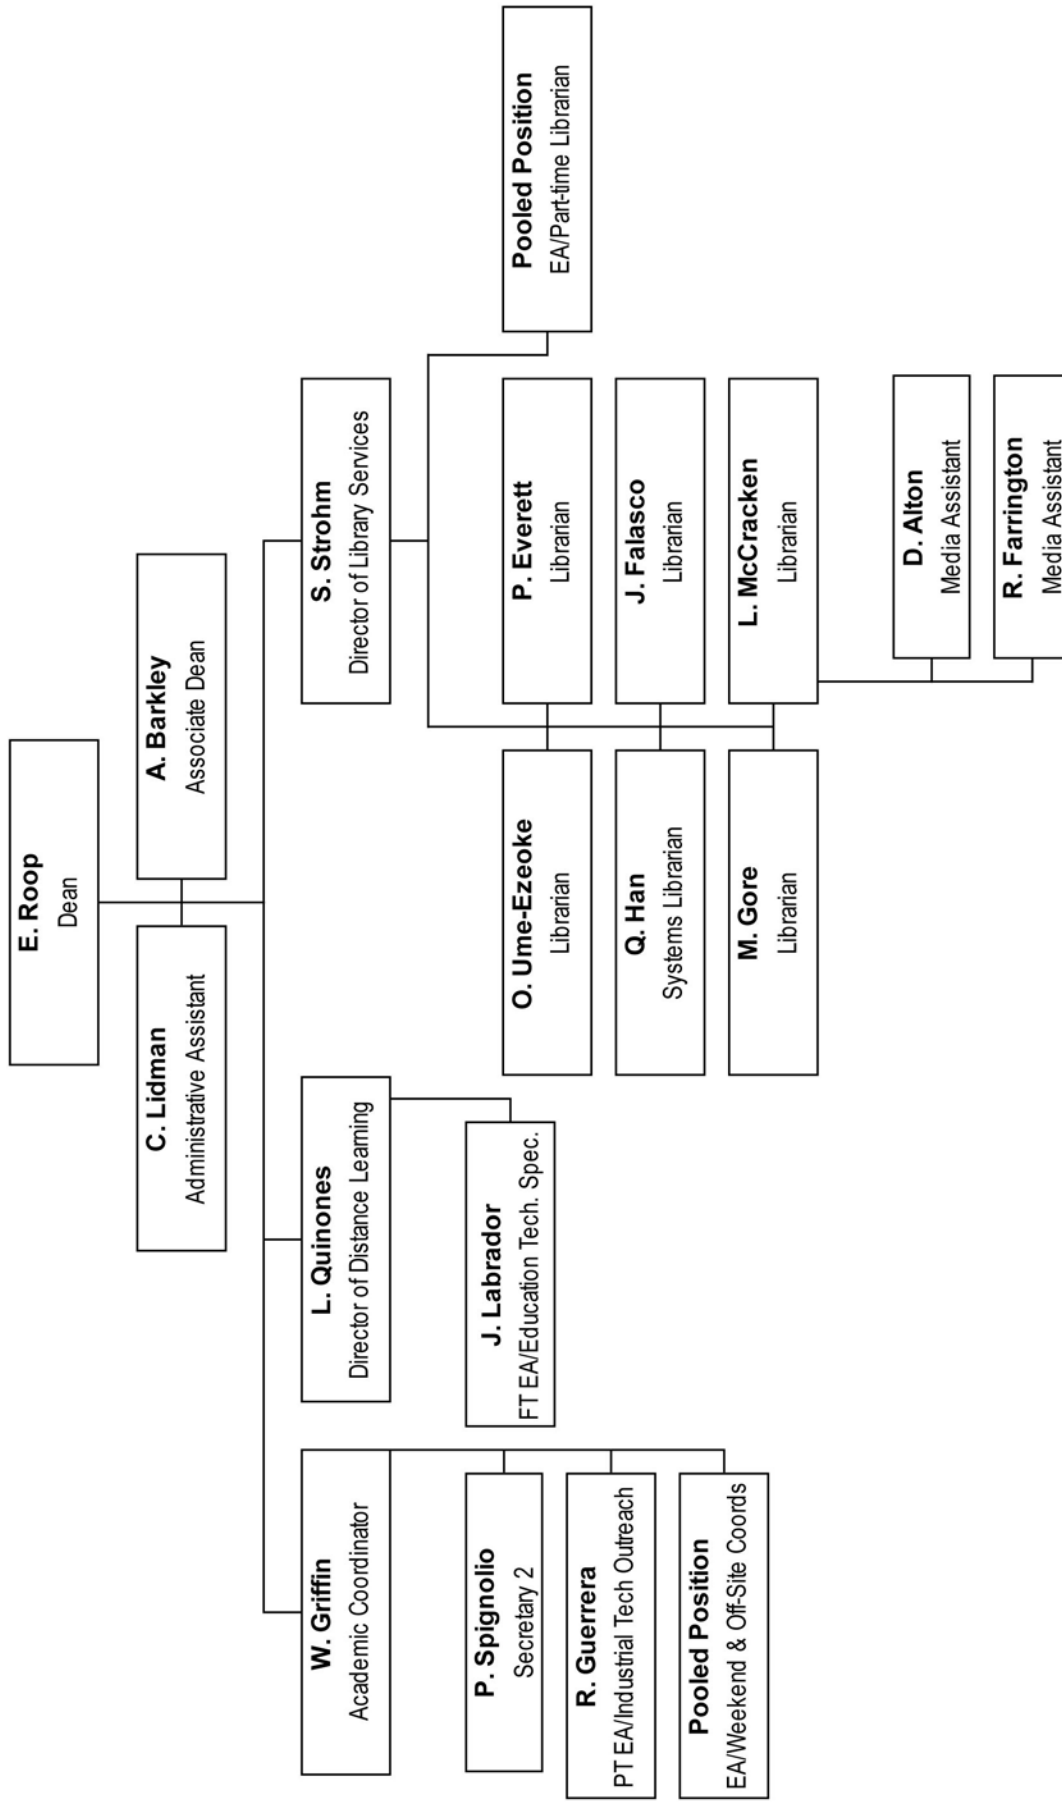 E. Roop
Dean
C. Lidman
Administrative Assistant
A. Barkley
Associate Dean
W. Griffin
Academic Coordinator
L. Quinones
Director of Distance Learning
S. Strohm
Director of Library Services
P. Spignolio
Secretary 2
R. Guerrera
PT EA/Industrial Tech Outreach
Pooled Position
EA/Weekend & Off-Site Coords
J. Labrador
FT EA/Education Tech. Spec.
O. Ume-Ezeoke
Librarian
P. Everett
Librarian
Pooled Position
EA/Part-time Librarian
Q. Han
Systems Librarian
J. Falasco
Librarian
M. Gore
Librarian
L. McCracken
Librarian
D. Alton
Media Assistant
R. Farrington
Media Assistant